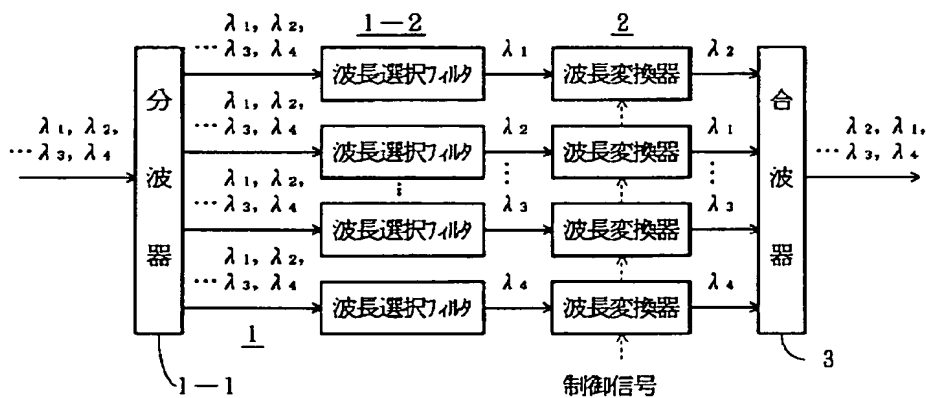 λ₁, λ₂,
…λ₃, λ₄
1-1
分波器
λ₁, λ₂,
…λ₃, λ₄
λ₁, λ₂,
…λ₃, λ₄
λ₁, λ₂,
…λ₃, λ₄
λ₁, λ₂,
…λ₃, λ₄
1
1-2
波長選択フィルタ
波長選択フィルタ
⋮
波長選択フィルタ
波長選択フィルタ
λ₁
λ₂
⋮
λ₃
λ₄
2
波長変換器
波長変換器
波長変換器
波長変換器
制御信号
λ₂
λ₁
⋮
λ₃
λ₄
合波器
3
λ₂, λ₁,
…λ₃, λ₄